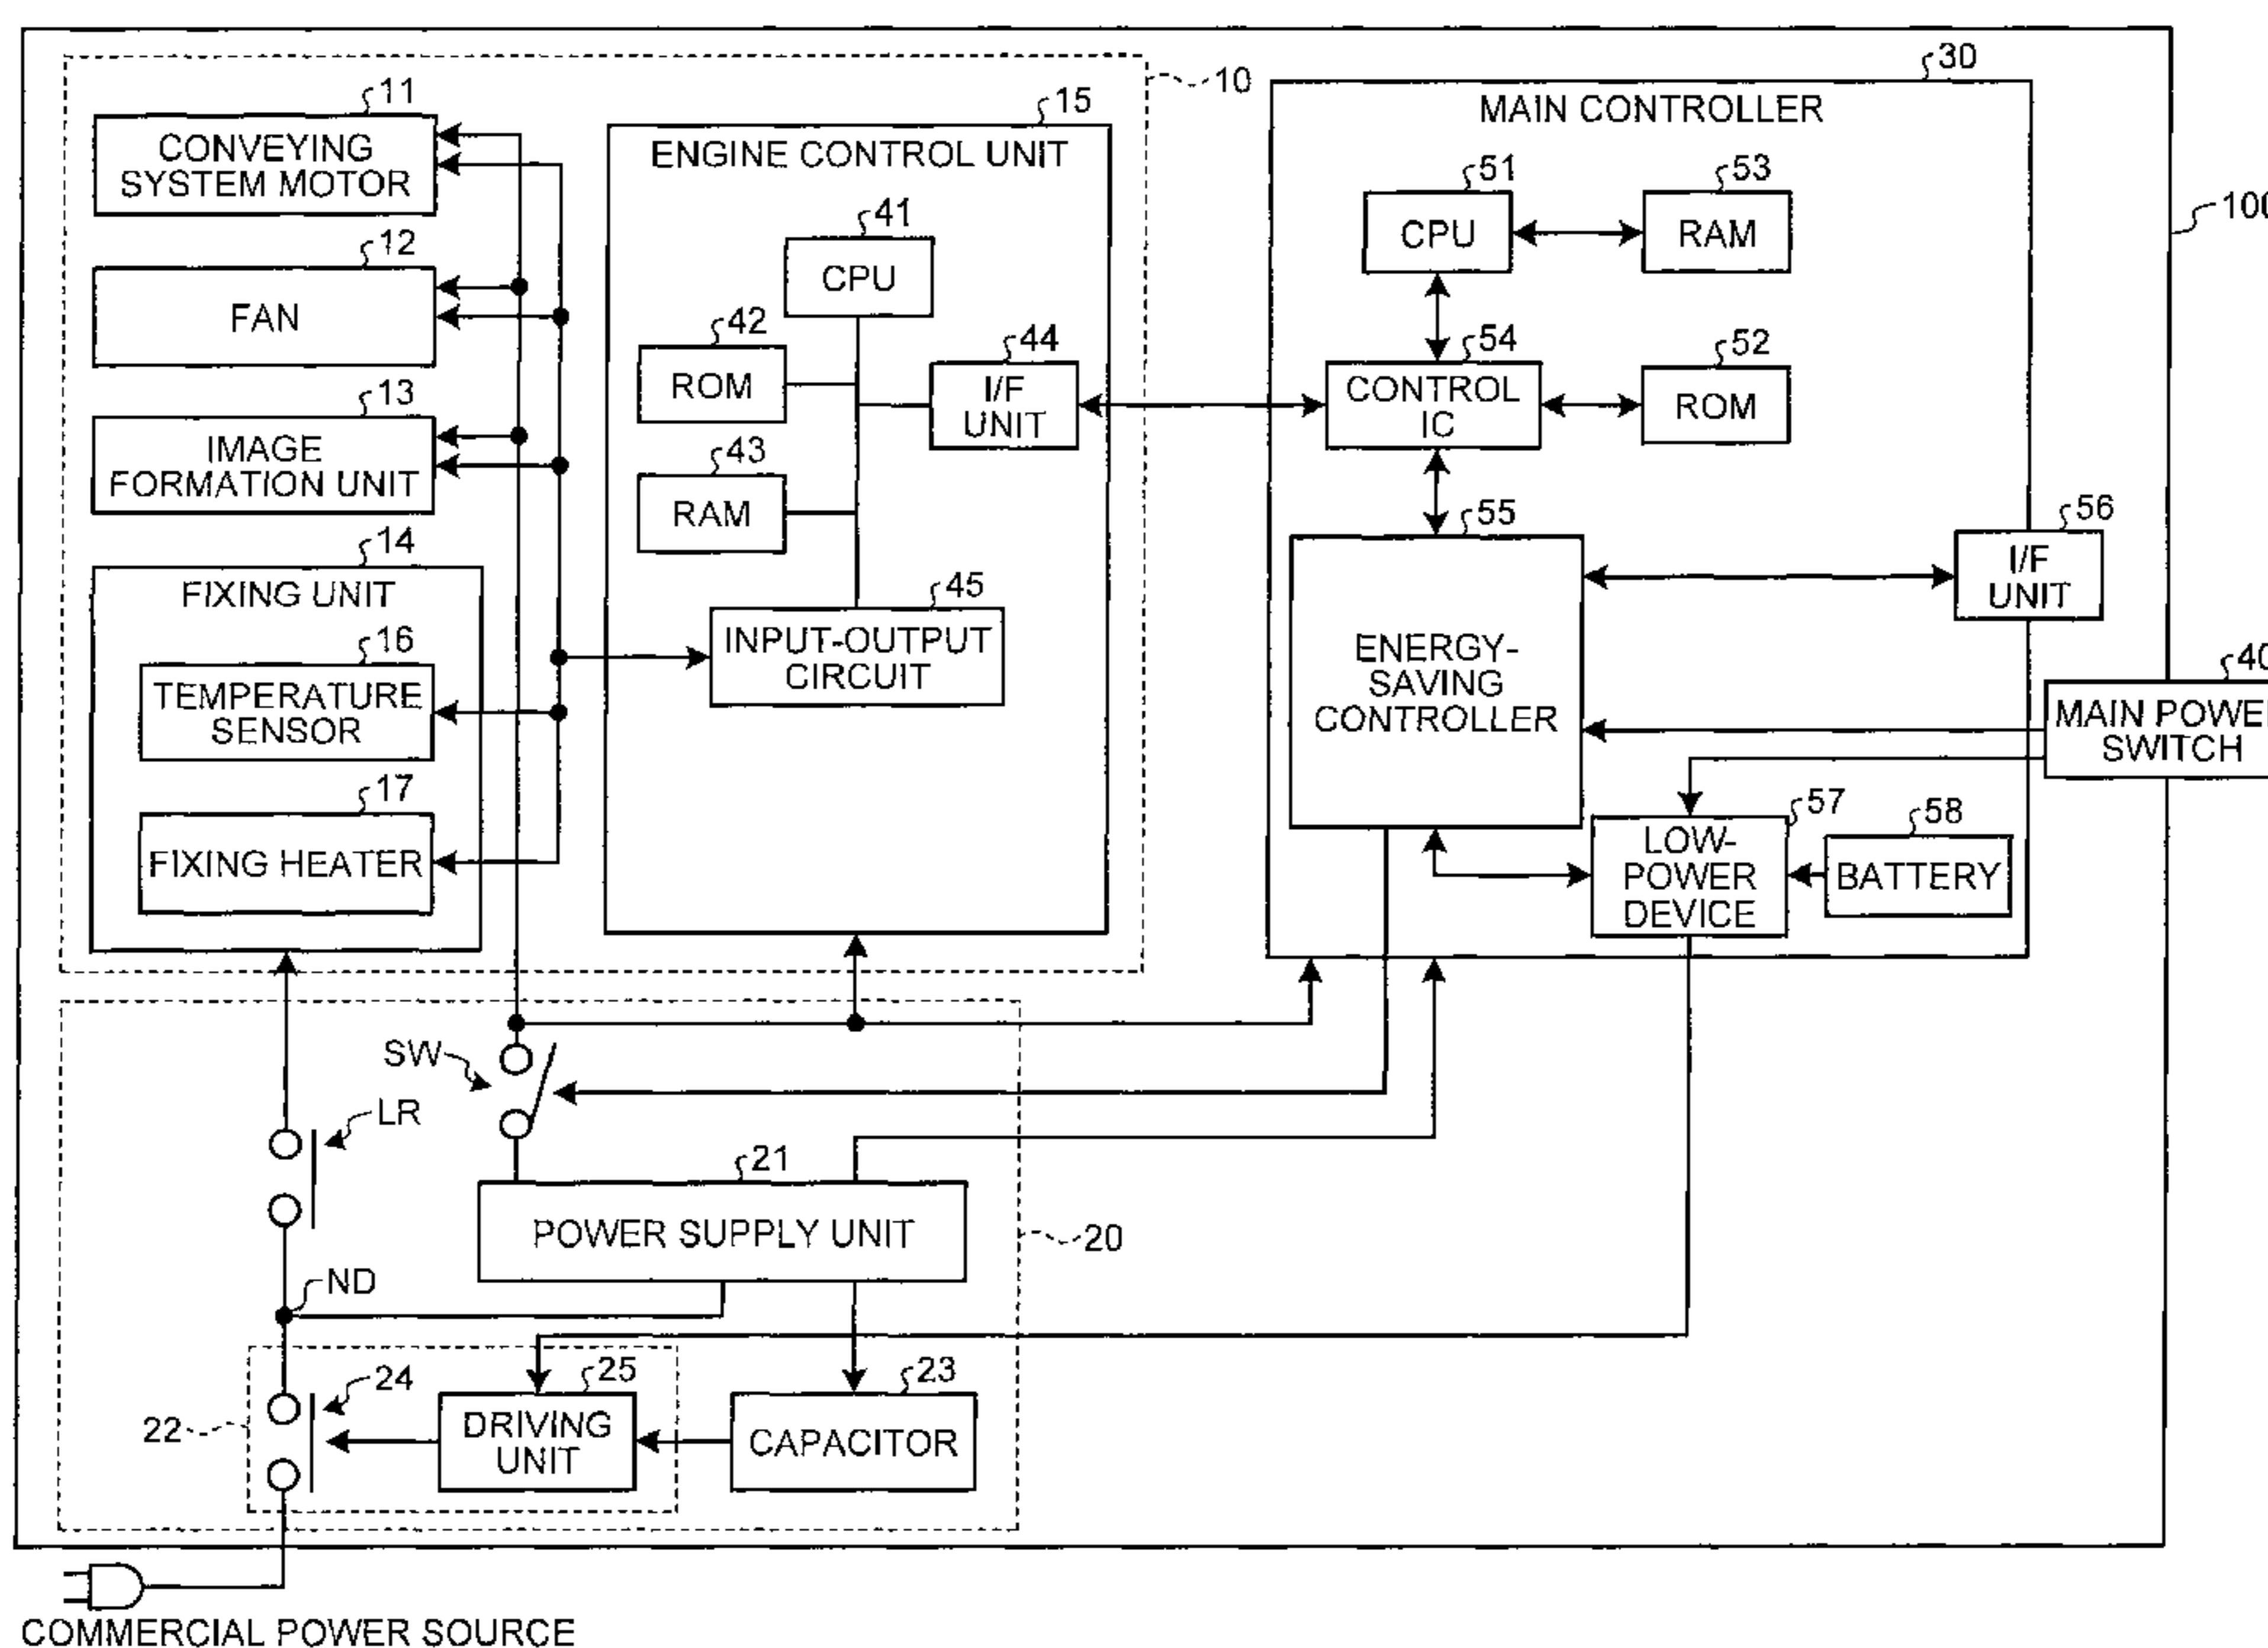 30
10
11
15
MAIN CONTROLLER
CONVEYING
SYSTEM MOTOR
ENGINE CONTROL UNIT
51
53
CPU
RAM
100
12
41
FAN
CPU
42
44
54
52
ROM
I/F
UNIT
CONTROL
IC
ROM
13
IMAGE
FORMATION UNIT
43
RAM
55
56
I/F
UNIT
14
FIXING UNIT
45
INPUT-OUTPUT
CIRCUIT
ENERGY-
SAVING
CONTROLLER
16
TEMPERATURE
SENSOR
40
MAIN POWER
SWITCH
17
FIXING HEATER
57
58
LOW-
POWER
DEVICE
BATTERY
SW
LR
21
POWER SUPPLY UNIT
20
ND
24
25
23
22
DRIVING
UNIT
CAPACITOR
COMMERCIAL POWER SOURCE